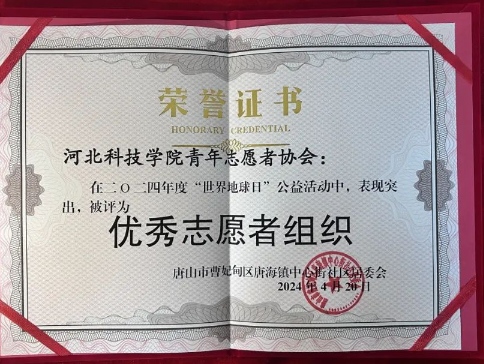 荣誉证书
HONORARY CREDENTIAL
河北科技学院青年志愿者协会：
在二〇二四年度“世界地球日”公益活动中，表现突
出，被评为
优秀志愿者组织
唐山市曹妃甸区唐海镇中心街社区居委会
2024年4月20日